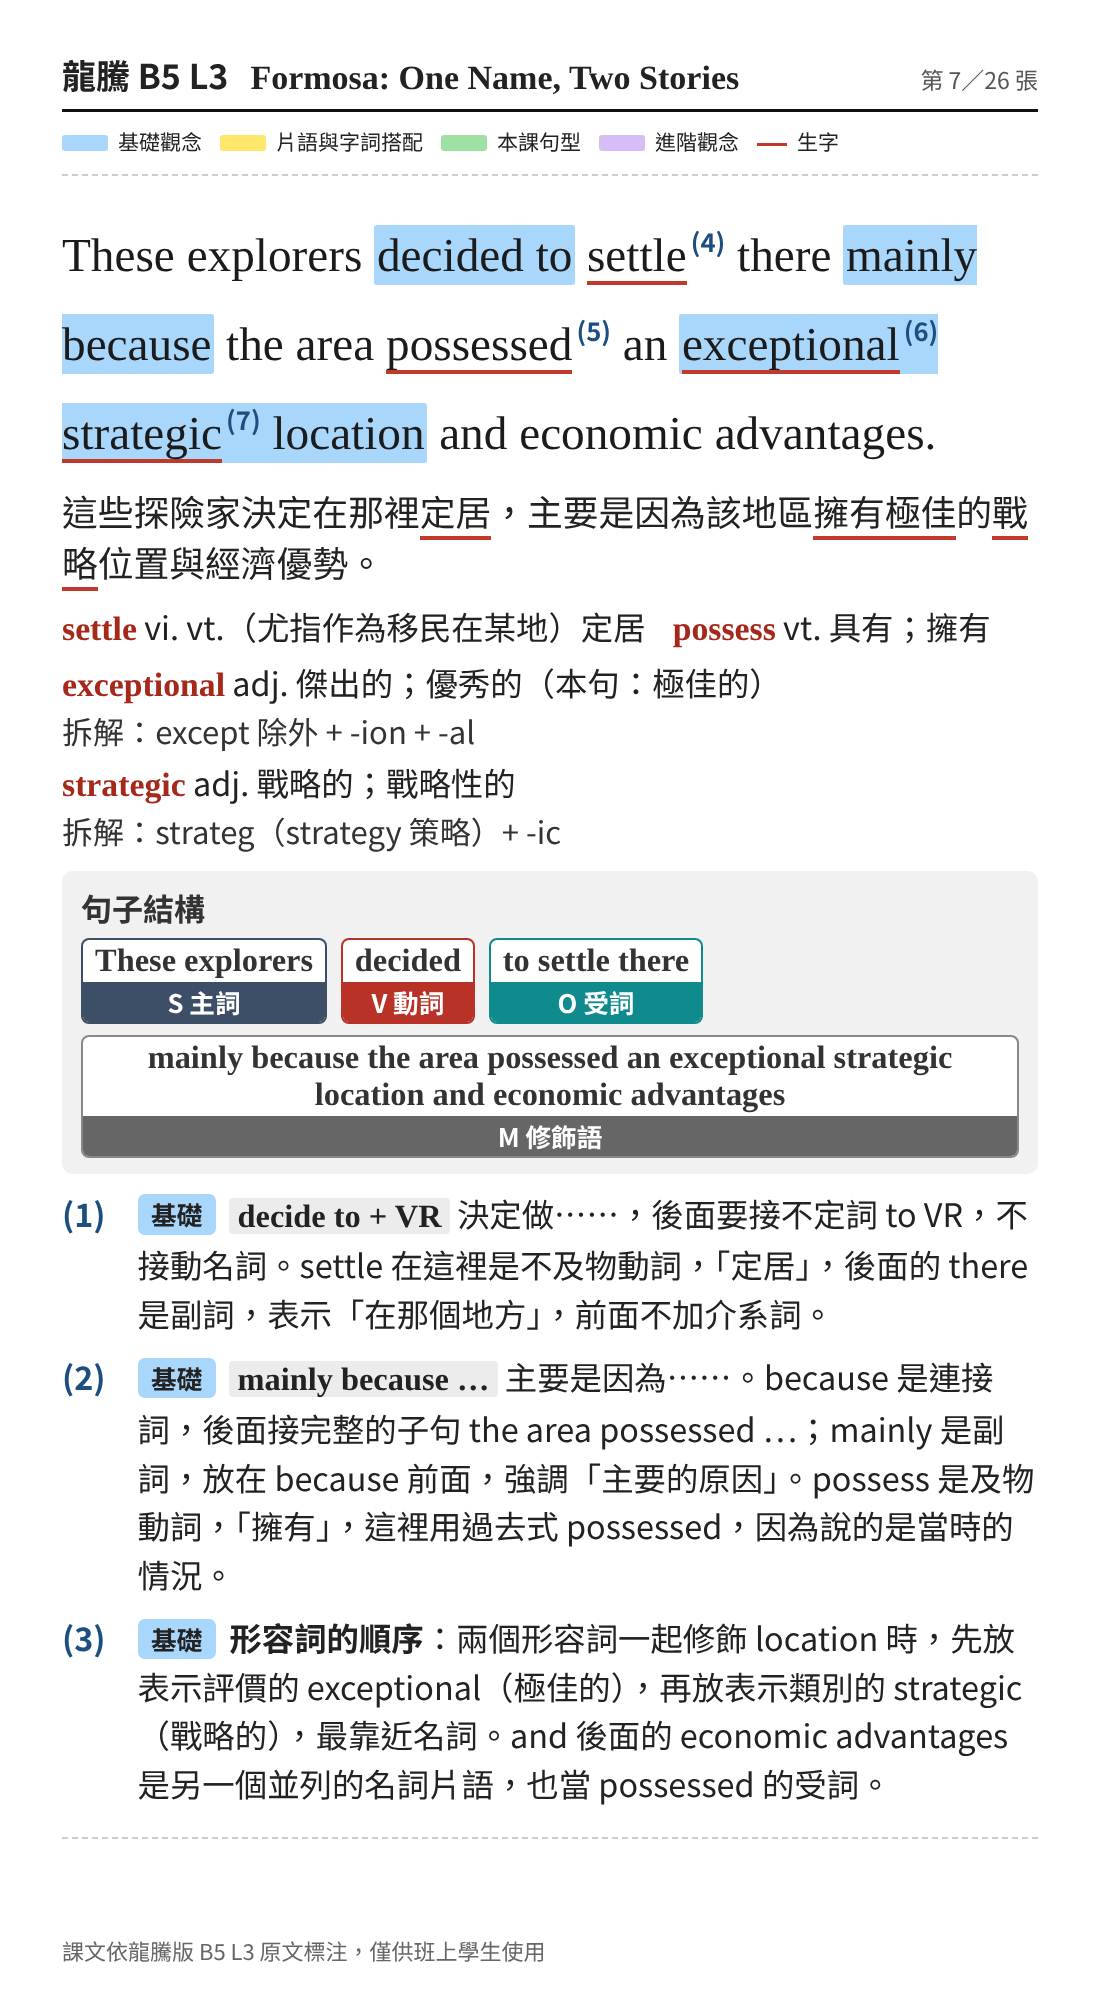 龍騰 B5 L3 Formosa: One Name, Two Stories 第 7／26 張
基礎觀念 片語與字詞搭配 本課句型 進階觀念 生字
These explorers decided to settle(4) there mainly
because the area possessed(5) an exceptional(6)
strategic(7) location and economic advantages.
這些探險家決定在那裡定居，主要是因為該地區擁有極佳的戰
略位置與經濟優勢。
settle vi. vt.（尤指作為移民在某地）定居 possess vt. 具有；擁有
exceptional adj. 傑出的；優秀的（本句：極佳的）
拆解：except 除外 + -ion + -al
strategic adj. 戰略的；戰略性的
拆解：strateg（strategy 策略）+ -ic
句子結構
These explorers decided to settle there
S 主詞 V 動詞 O 受詞
mainly because the area possessed an exceptional strategic
location and economic advantages
M 修飾語
(1) 基礎 decide to + VR 決定做⋯⋯，後面要接不定詞 to VR，不
接動名詞。settle 在這裡是不及物動詞，「定居」，後面的 there
是副詞，表示「在那個地方」，前面不加介系詞。
(2) 基礎 mainly because … 主要是因為⋯⋯。because 是連接
詞，後面接完整的子句 the area possessed …；mainly 是副
詞，放在 because 前面，強調「主要的原因」。possess 是及物
動詞，「擁有」，這裡用過去式 possessed，因為說的是當時的
情況。
(3) 基礎 形容詞的順序：兩個形容詞一起修飾 location 時，先放
表示評價的 exceptional（極佳的），再放表示類別的 strategic
（戰略的），最靠近名詞。and 後面的 economic advantages
是另一個並列的名詞片語，也當 possessed 的受詞。
課文依龍騰版 B5 L3 原文標注，僅供班上學生使用